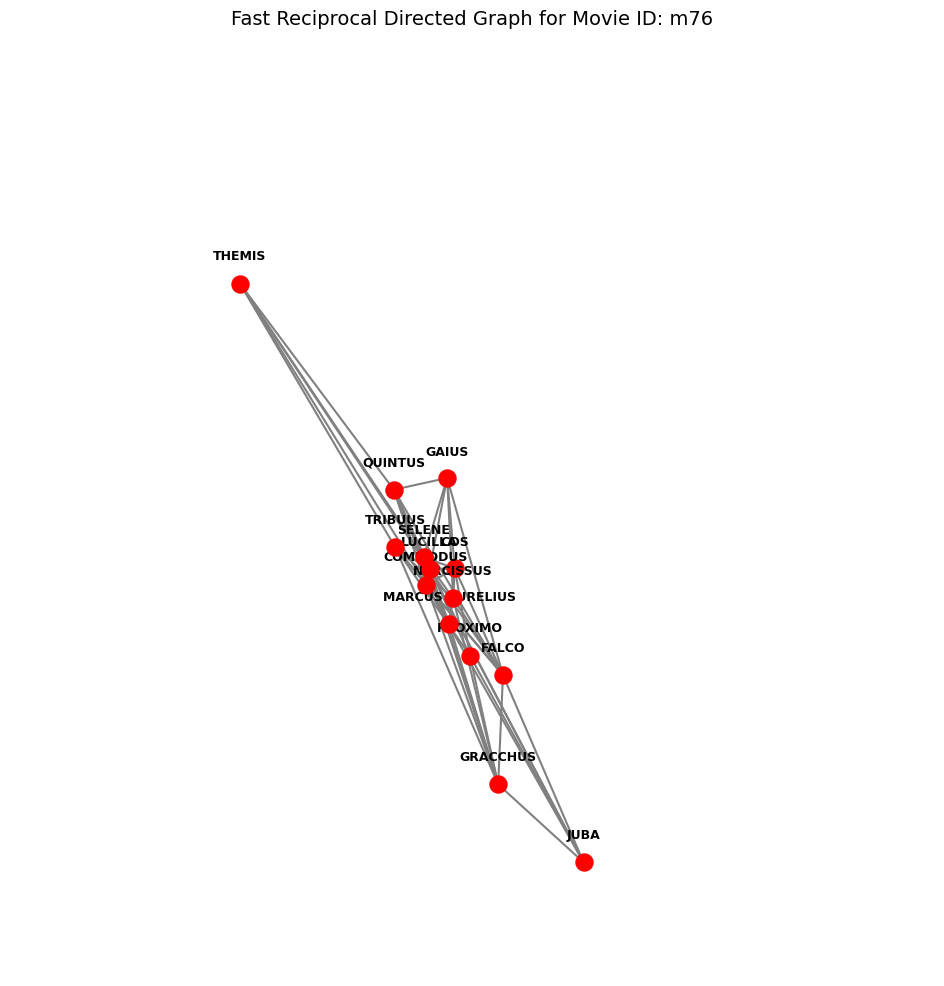 Fast Reciprocal Directed Graph for Movie ID: m76
THEMIS
GAIUS
QUINTUS
TRIBUUS
SELENE
LUCILLA
COS
COMMODUS
NARCISSUS
MARCUS AURELIUS
PROXIMO
FALCO
GRACCHUS
JUBA